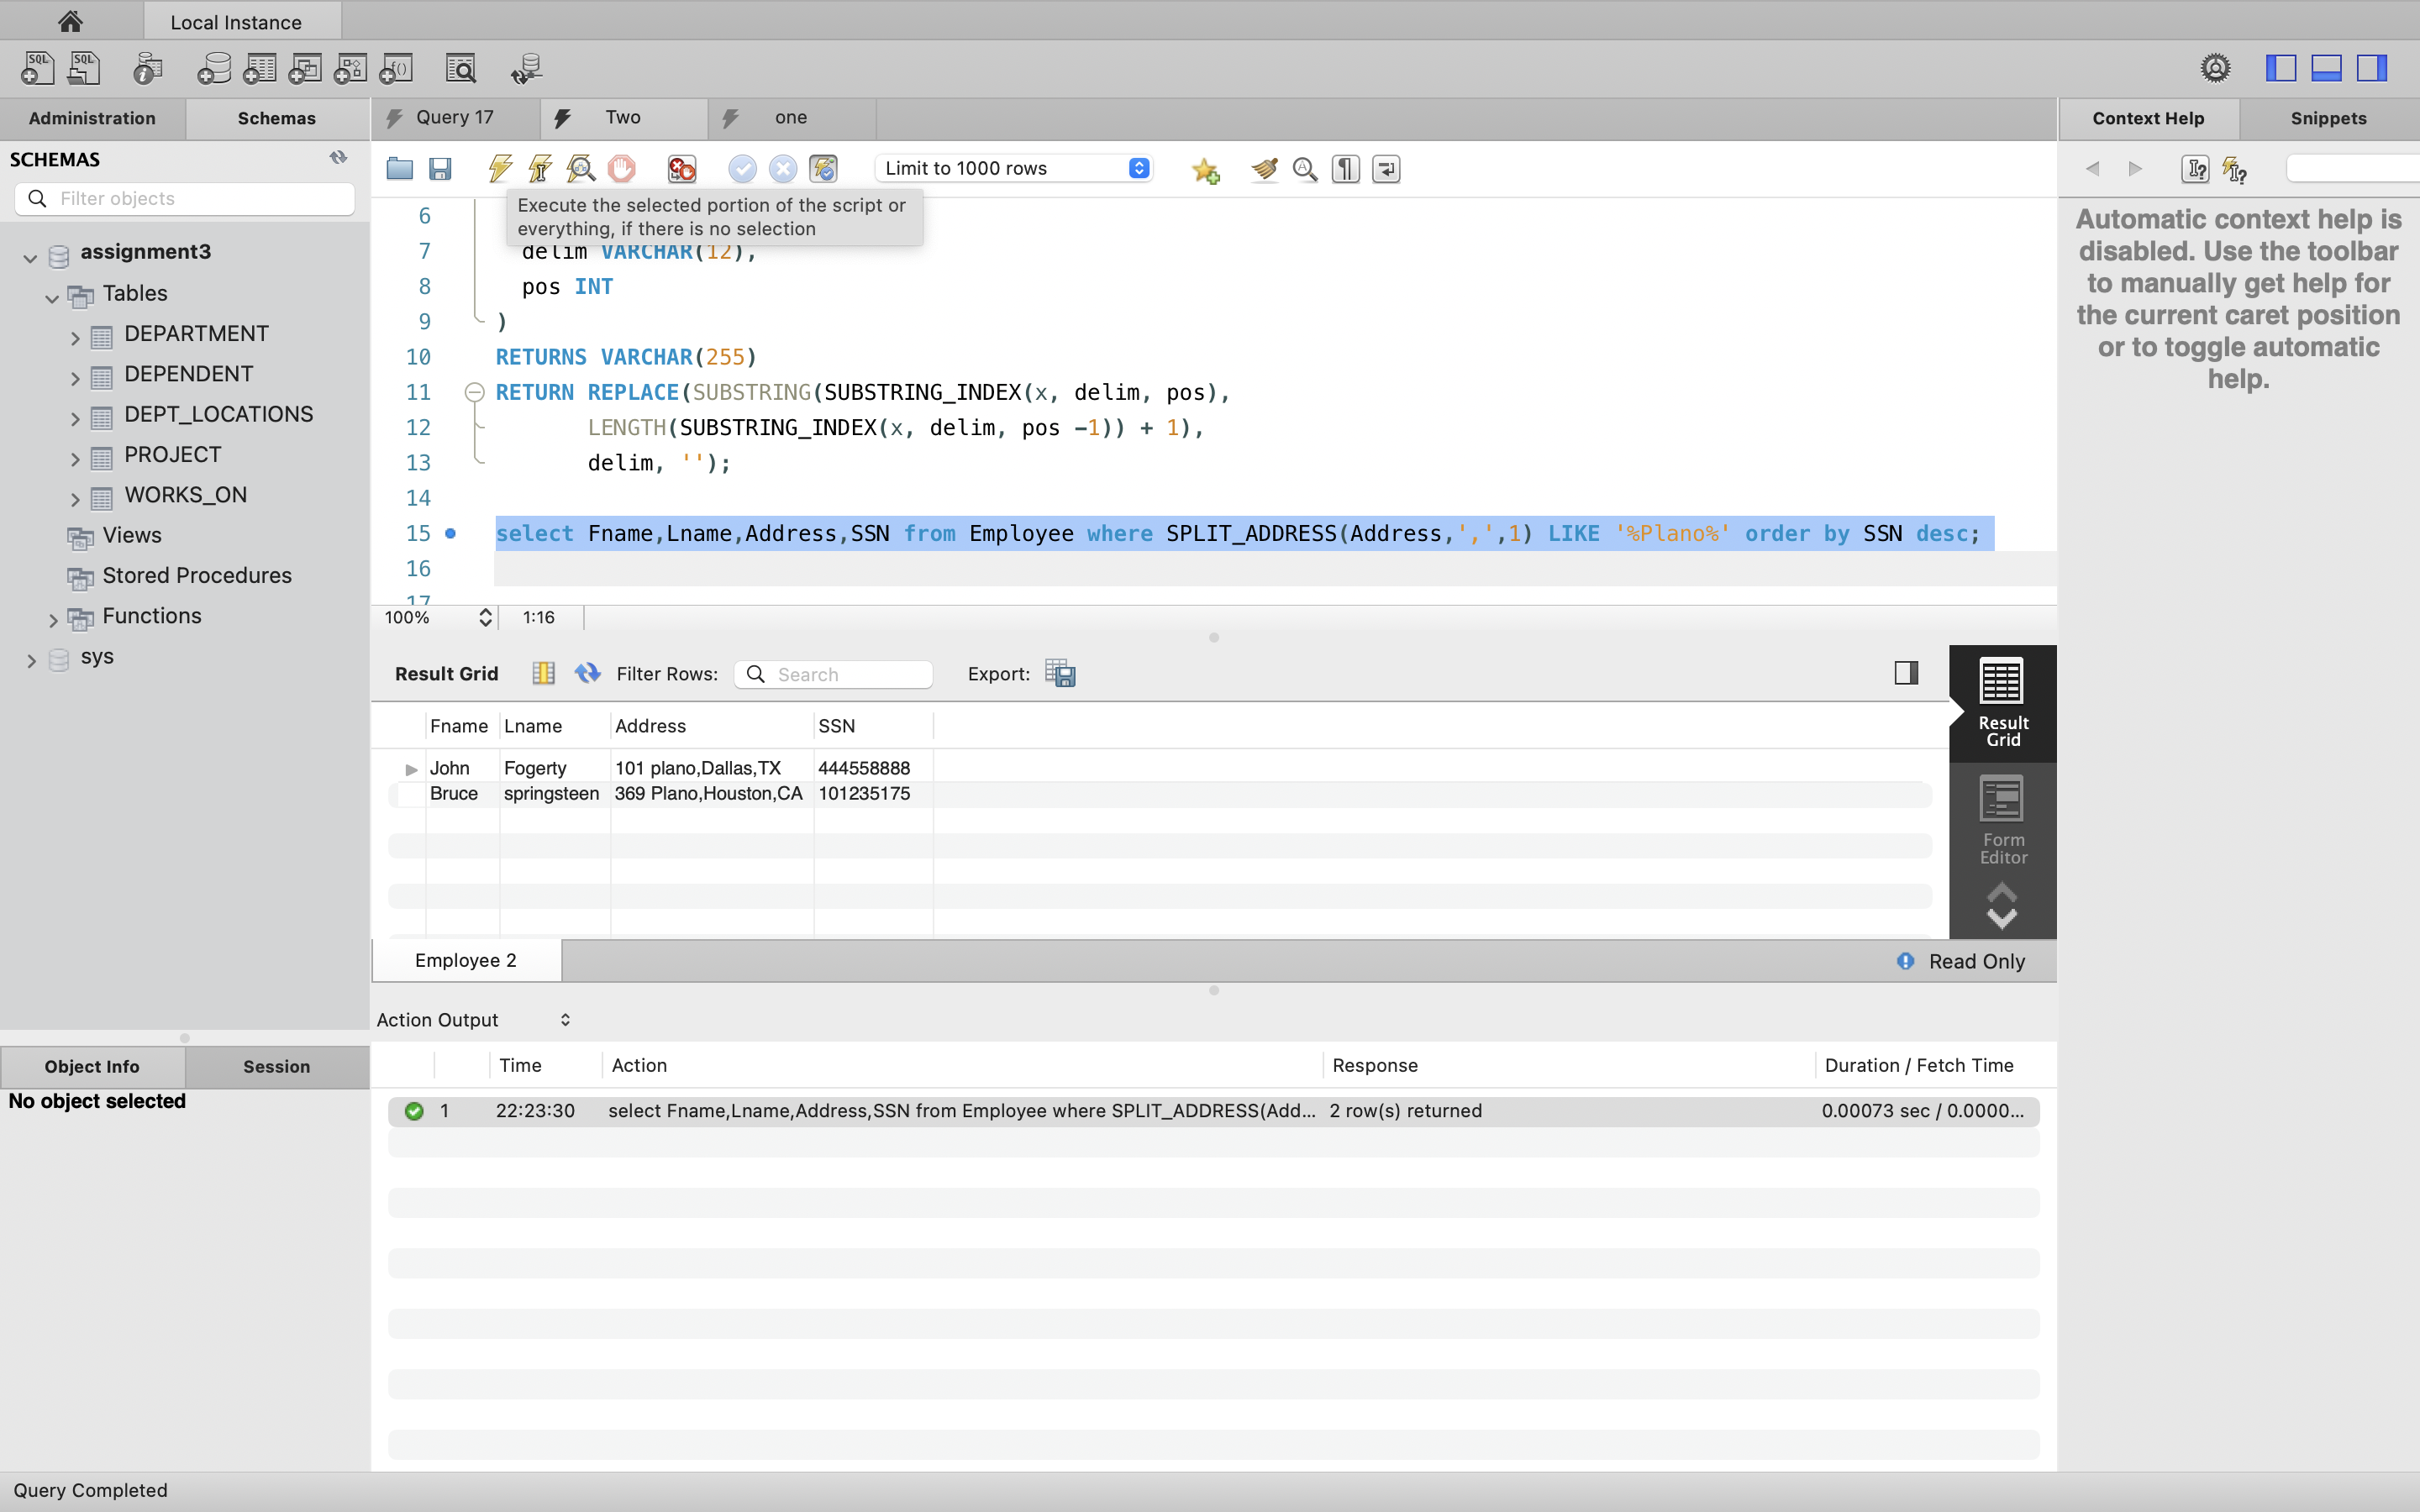 Local Instance
Administration
Schemas
Query 17
Two
one
Context Help
Snippets
SCHEMAS
Filter objects
Limit to 1000 rows
Execute the selected portion of the script or
everything, if there is no selection
Automatic context help is
disabled. Use the toolbar
to manually get help for
the current caret position
or to toggle automatic
help.
assignment3
Tables
DEPARTMENT
DEPENDENT
DEPT_LOCATIONS
PROJECT
WORKS_ON
Views
Stored Procedures
Functions
sys
6
7 delim VARCHAR(12),
8 pos INT
9 )
10 RETURNS VARCHAR(255)
11 RETURN REPLACE(SUBSTRING(SUBSTRING_INDEX(x, delim, pos),
12 LENGTH(SUBSTRING_INDEX(x, delim, pos -1)) + 1),
13 delim, '');
14
15 select Fname,Lname,Address,SSN from Employee where SPLIT_ADDRESS(Address,',',1) LIKE '%Plano%' order by SSN desc;
16
17
100% 1:16
Result Grid Filter Rows: Search Export:
Fname Lname Address SSN
John Fogerty 101 plano,Dallas,TX 444558888
Bruce springsteen 369 Plano,Houston,CA 101235175
Result
Grid
Form
Editor
Employee 2
Read Only
Action Output
Time Action Response Duration / Fetch Time
1 22:23:30 select Fname,Lname,Address,SSN from Employee where SPLIT_ADDRESS(Add... 2 row(s) returned 0.00073 sec / 0.0000...
Object Info
Session
No object selected
Query Completed